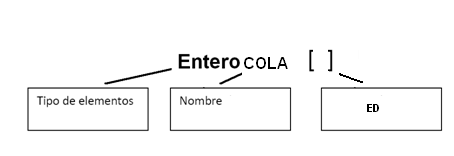 Entero COLA [ ]
Tipo de elementos
Nombre
ED